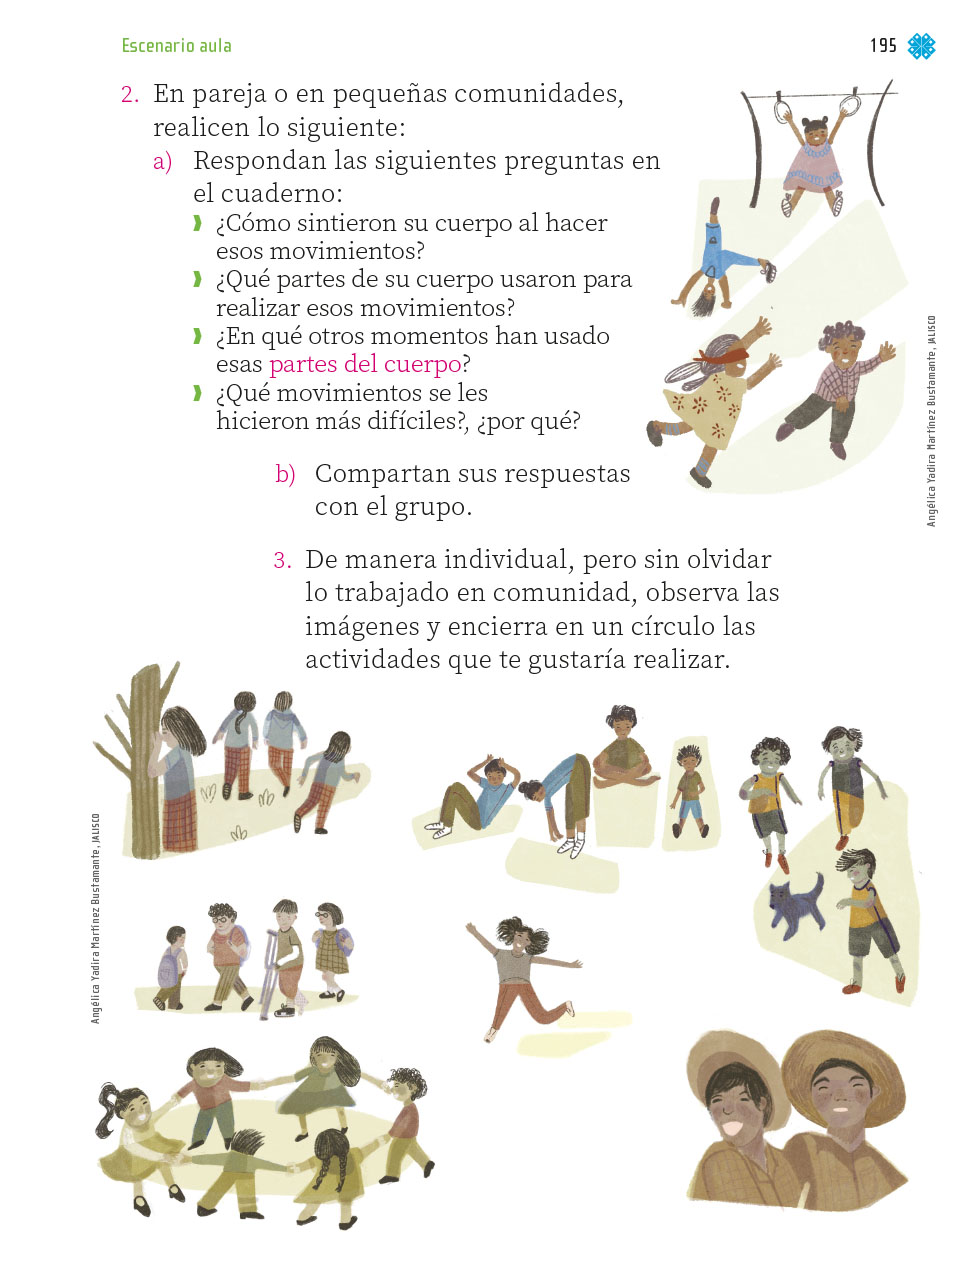 Escenario aula
195
2. En pareja o en pequeñas comunidades,
realicen lo siguiente:
a) Respondan las siguientes preguntas en
el cuaderno:
¿Cómo sintieron su cuerpo al hacer
esos movimientos?
¿Qué partes de su cuerpo usaron para
realizar esos movimientos?
¿En qué otros momentos han usado
esas partes del cuerpo?
¿Qué movimientos se les
hicieron más difíciles?, ¿por qué?
b) Compartan sus respuestas
con el grupo.
3. De manera individual, pero sin olvidar
lo trabajado en comunidad, observa las
imágenes y encierra en un círculo las
actividades que te gustaría realizar.
Angélica Yadira Martínez Bustamante, JALISCO
Angélica Yadira Martínez Bustamante, JALISCO